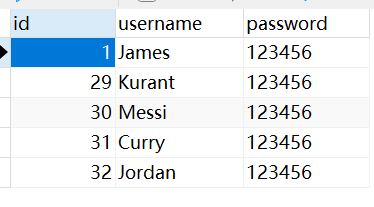 id username password
1 James 123456
29 Kurant 123456
30 Messi 123456
31 Curry 123456
32 Jordan 123456